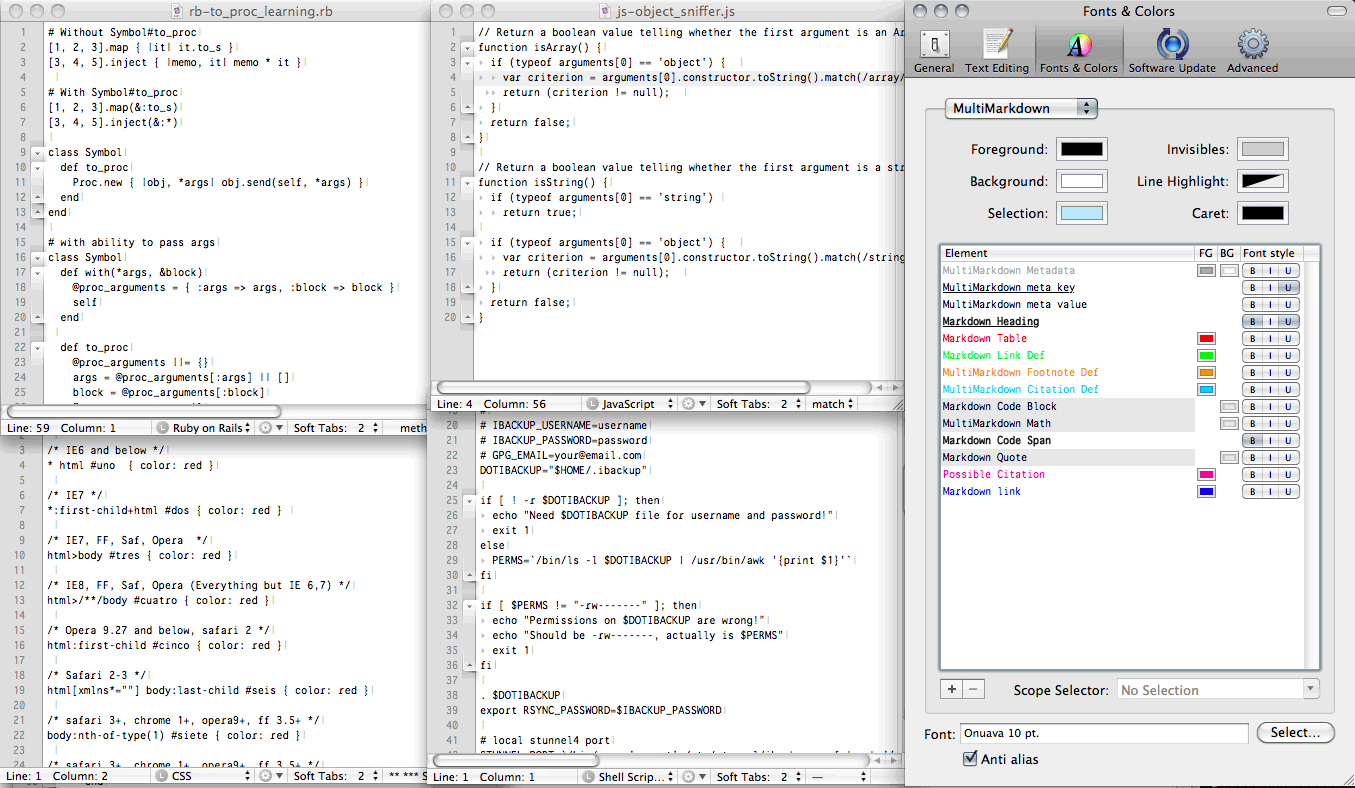 rb-to_proc_learning.rb
1 # Without Symbol#to_proc
2 [1, 2, 3].map { |it| it.to_s }
3 [3, 4, 5].inject { |memo, it| memo * it }
4
5 # With Symbol#to_proc
6 [1, 2, 3].map(&:to_s)
7 [3, 4, 5].inject(&:*)
8
9 class Symbol
10 def to_proc
11 Proc.new { |obj, *args| obj.send(self, *args) }
12 end
13 end
14
15 # with ability to pass args
16 class Symbol
17 def with(*args, &block)
18 @proc_arguments = { :args => args, :block => block }
19 self
20 end
21
22 def to_proc
23 @proc_arguments ||= {}
24 args = @proc_arguments[:args] || []
25 block = @proc_arguments[:block]
Line: 59 Column: 1 L Ruby on Rails Soft Tabs: 2 meth
3 /* IE6 and below */
4 * html #uno { color: red }
5
6 /* IE7 */
7 *:first-child+html #dos { color: red }
8
9 /* IE7, FF, Saf, Opera */
10 html>body #tres { color: red }
11
12 /* IE8, FF, Saf, Opera (Everything but IE 6,7) */
13 html>/**/body #cuatro { color: red }
14
15 /* Opera 9.27 and below, safari 2 */
16 html:first-child #cinco { color: red }
17
18 /* Safari 2-3 */
19 html[xmlns*=""] body:last-child #seis { color: red }
20
21 /* safari 3+, chrome 1+, opera9+, ff 3.5+ */
22 body:nth-of-type(1) #siete { color: red }
23
24 /* safari 3+, chrome 1+, opera9+, ff 3.5+ */
Line: 1 Column: 2 L CSS Soft Tabs: 2 ** *** S
js-object_sniffer.js
1 // Return a boolean value telling whether the first argument is an Ar
2 function isArray() {
3 if (typeof arguments[0] == 'object') {
4 var criterion = arguments[0].constructor.toString().match(/array/
5 return (criterion != null);
6 }
7 return false;
8 }
9
10 // Return a boolean value telling whether the first argument is a str
11 function isString() {
12 if (typeof arguments[0] == 'string')
13 return true;
14
15 if (typeof arguments[0] == 'object') {
16 var criterion = arguments[0].constructor.toString().match(/string
17 return (criterion != null);
18 }
19 return false;
20 }
Line: 4 Column: 56 L JavaScript Soft Tabs: 2 match
19 #
20 # IBACKUP_USERNAME=username
21 # IBACKUP_PASSWORD=password
22 # GPG_EMAIL=your@email.com
23 DOTIBACKUP="$HOME/.ibackup"
24
25 if [ ! -r $DOTIBACKUP ]; then
26 echo "Need $DOTIBACKUP file for username and password!"
27 exit 1
28 else
29 PERMS=`/bin/ls -l $DOTIBACKUP | /usr/bin/awk '{print $1}'`
30 fi
31
32 if [ $PERMS != "-rw-------" ]; then
33 echo "Permissions on $DOTIBACKUP are wrong!"
34 echo "Should be -rw-------, actually is $PERMS"
35 exit 1
36 fi
37
38 . $DOTIBACKUP
39 export RSYNC_PASSWORD=$IBACKUP_PASSWORD
40
41 # local stunnel4 port
Line: 1 Column: 1 L Shell Scrip... Soft Tabs: 2 —
Fonts & Colors
General Text Editing Fonts & Colors Software Update Advanced
MultiMarkdown
Foreground: Invisibles:
Background: Line Highlight:
Selection: Caret:
Element FG BG Font style
MultiMarkdown Metadata B I U
MultiMarkdown meta key B I U
MultiMarkdown meta value B I U
Markdown Heading B I U
Markdown Table B I U
Markdown Link Def B I U
MultiMarkdown Footnote Def B I U
MultiMarkdown Citation Def B I U
Markdown Code Block B I U
MultiMarkdown Math B I U
Markdown Code Span B I U
Markdown Quote B I U
Possible Citation B I U
Markdown link B I U
+ − Scope Selector: No Selection
Font: Onuava 10 pt. Select...
Anti alias